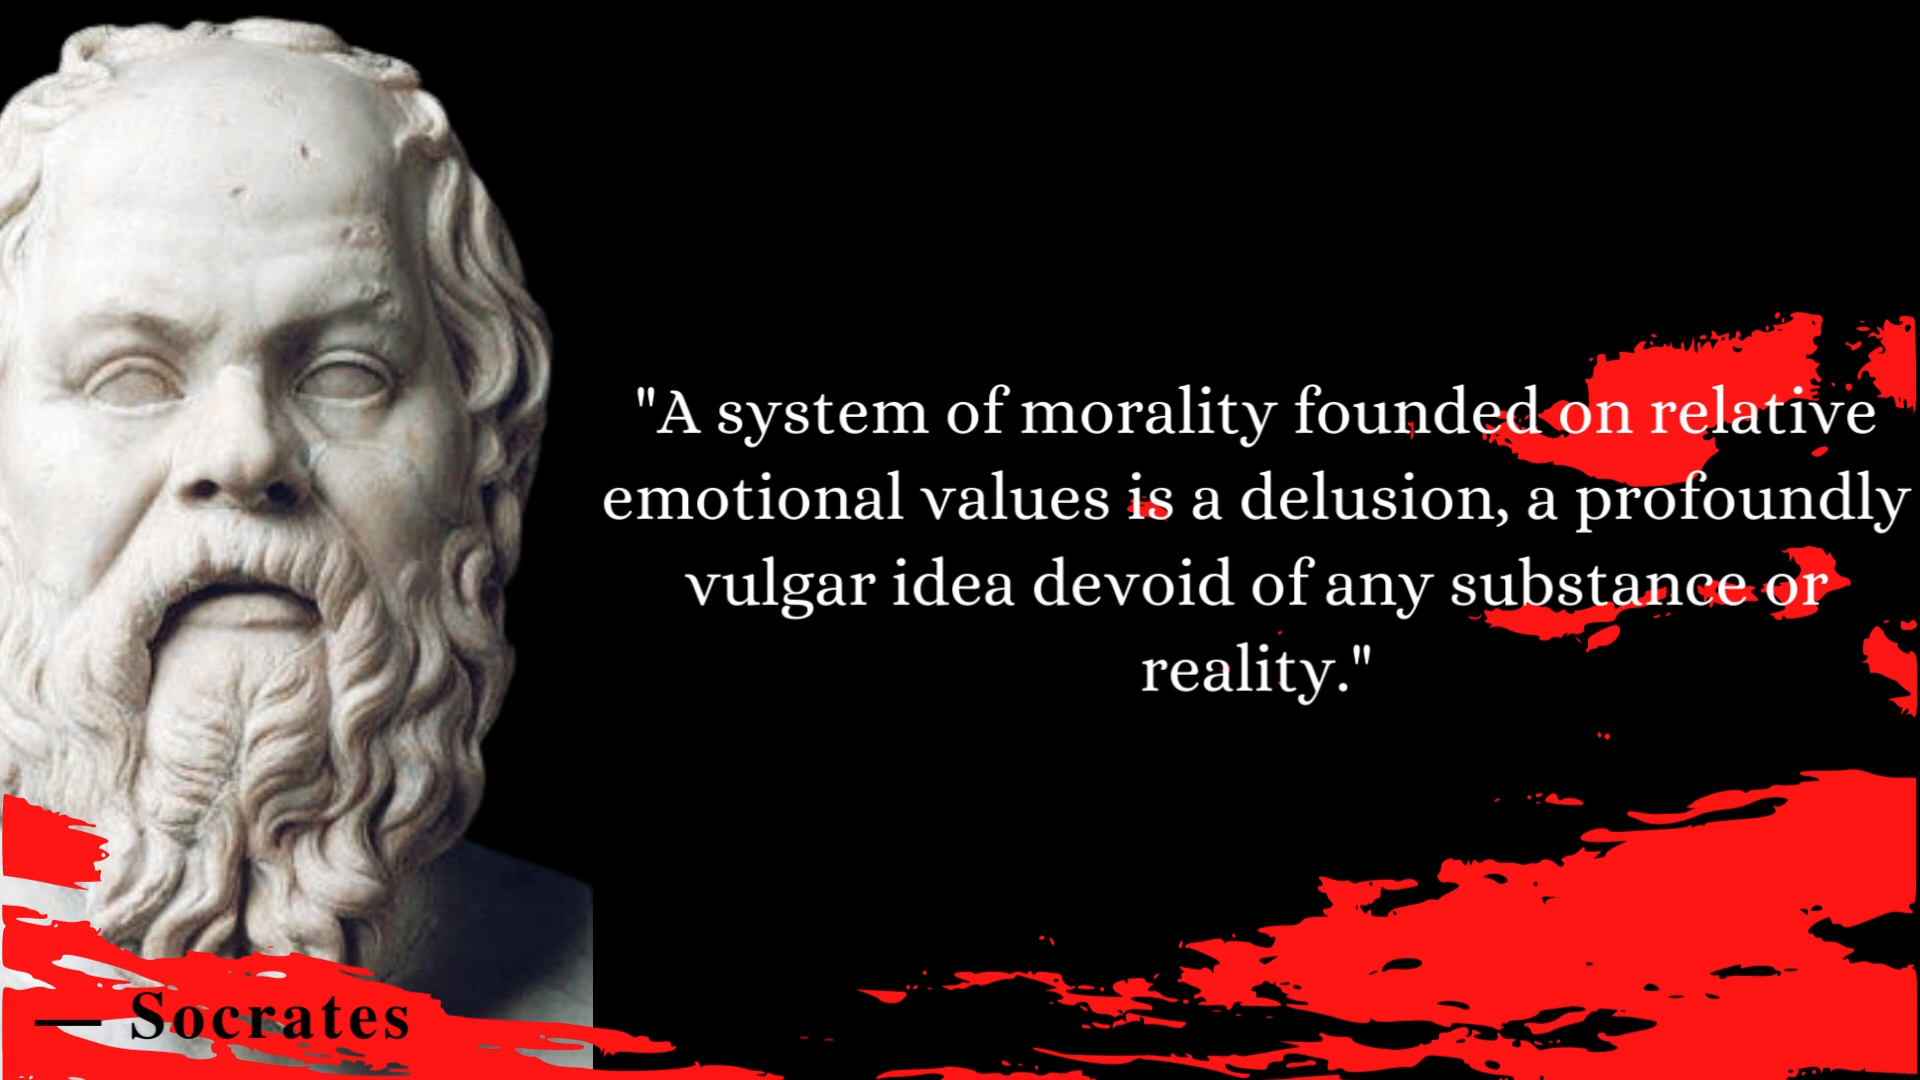 "A system of morality founded on relative
emotional values is a delusion, a profoundly
vulgar idea devoid of any substance or
reality."
— Socrates